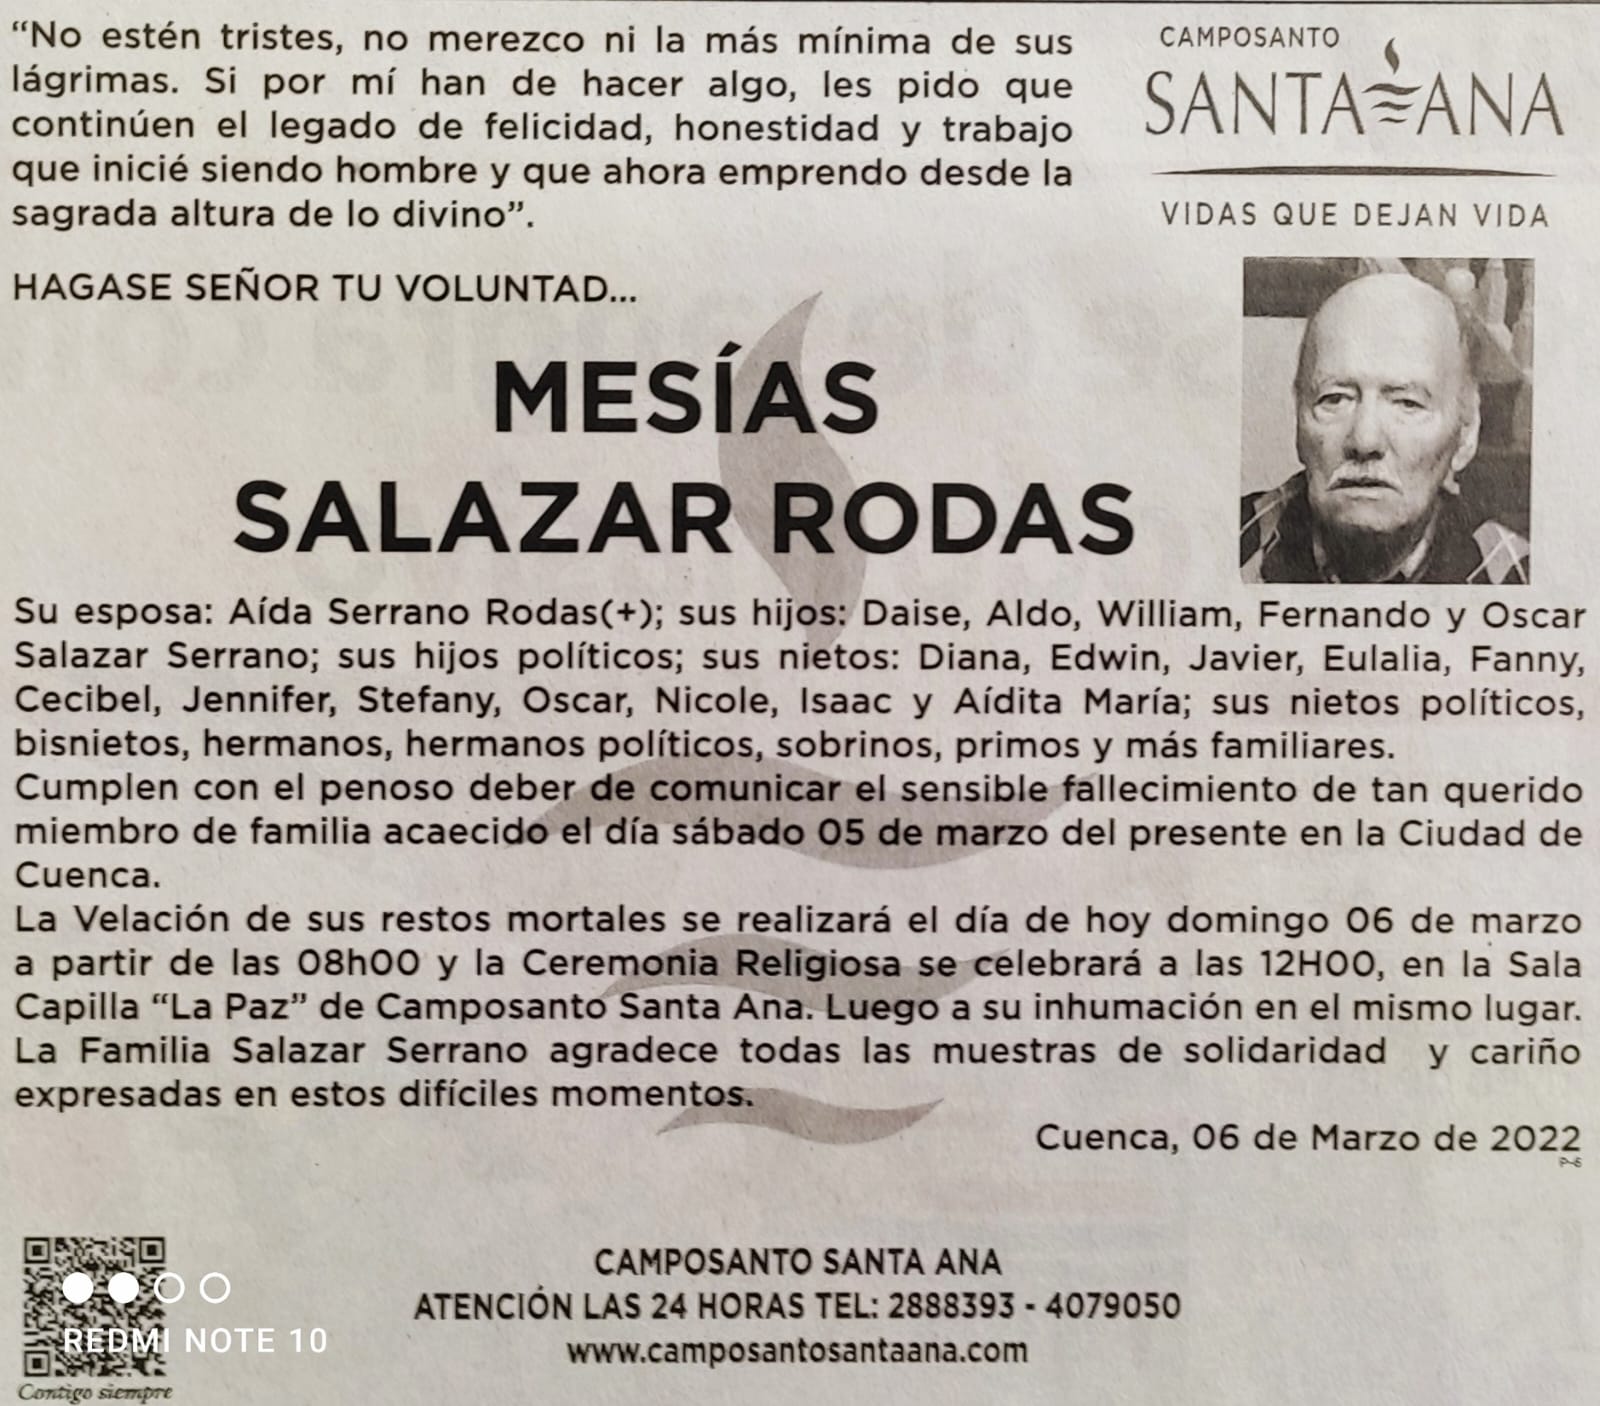 “No estén tristes, no merezco ni la más mínima de sus
lágrimas. Si por mí han de hacer algo, les pido que
continúen el legado de felicidad, honestidad y trabajo
que inicié siendo hombre y que ahora emprendo desde la
sagrada altura de lo divino”.
CAMPOSANTO
SANTA ANA
VIDAS QUE DEJAN VIDA
HAGASE SEÑOR TU VOLUNTAD...
MESÍAS
SALAZAR RODAS
Su esposa: Aída Serrano Rodas(+); sus hijos: Daise, Aldo, William, Fernando y Oscar
Salazar Serrano; sus hijos políticos; sus nietos: Diana, Edwin, Javier, Eulalia, Fanny,
Cecibel, Jennifer, Stefany, Oscar, Nicole, Isaac y Aídita María; sus nietos políticos,
bisnietos, hermanos, hermanos políticos, sobrinos, primos y más familiares.
Cumplen con el penoso deber de comunicar el sensible fallecimiento de tan querido
miembro de familia acaecido el día sábado 05 de marzo del presente en la Ciudad de
Cuenca.
La Velación de sus restos mortales se realizará el día de hoy domingo 06 de marzo
a partir de las 08h00 y la Ceremonia Religiosa se celebrará a las 12H00, en la Sala
Capilla “La Paz” de Camposanto Santa Ana. Luego a su inhumación en el mismo lugar.
La Familia Salazar Serrano agradece todas las muestras de solidaridad y cariño
expresadas en estos difíciles momentos.
Cuenca, 06 de Marzo de 2022
P-6
CAMPOSANTO SANTA ANA
ATENCIÓN LAS 24 HORAS TEL: 2888393 - 4079050
www.camposantosantaana.com
REDMI NOTE 10
Contigo siempre